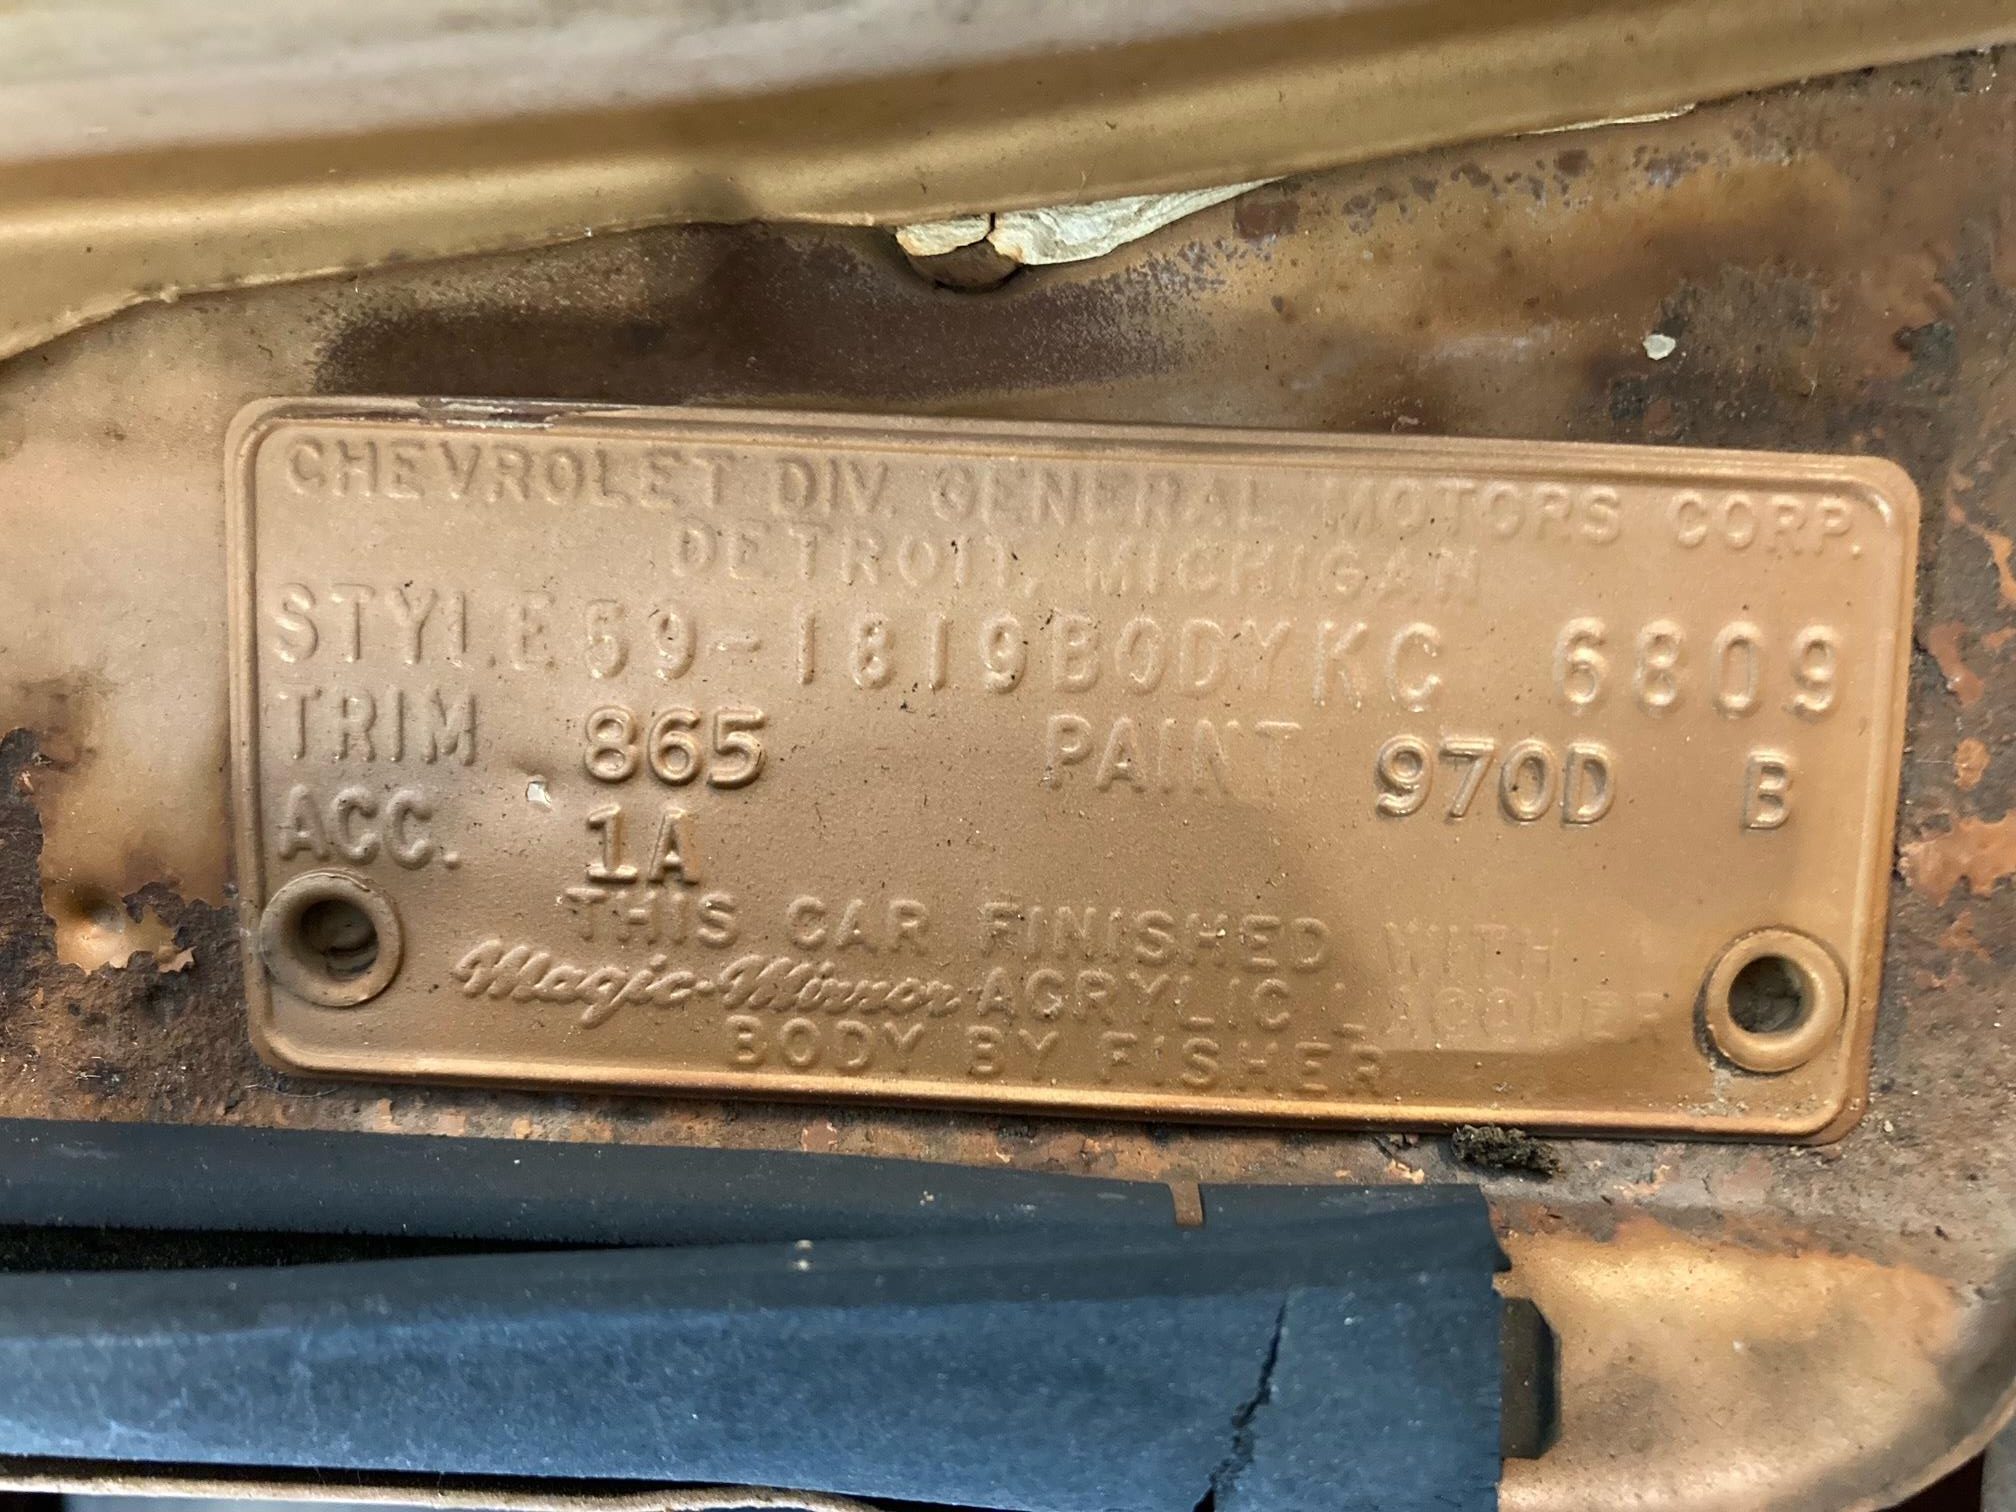 CHEVROLET DIV. GENERAL MOTORS CORP.
DETROIT, MICHIGAN
STYLE 59-1819 BODY KC 6809
TRIM 865 PAINT 970D B
ACC. 1A
THIS CAR FINISHED WITH
Magic-Mirror ACRYLIC LACQUER
BODY BY FISHER